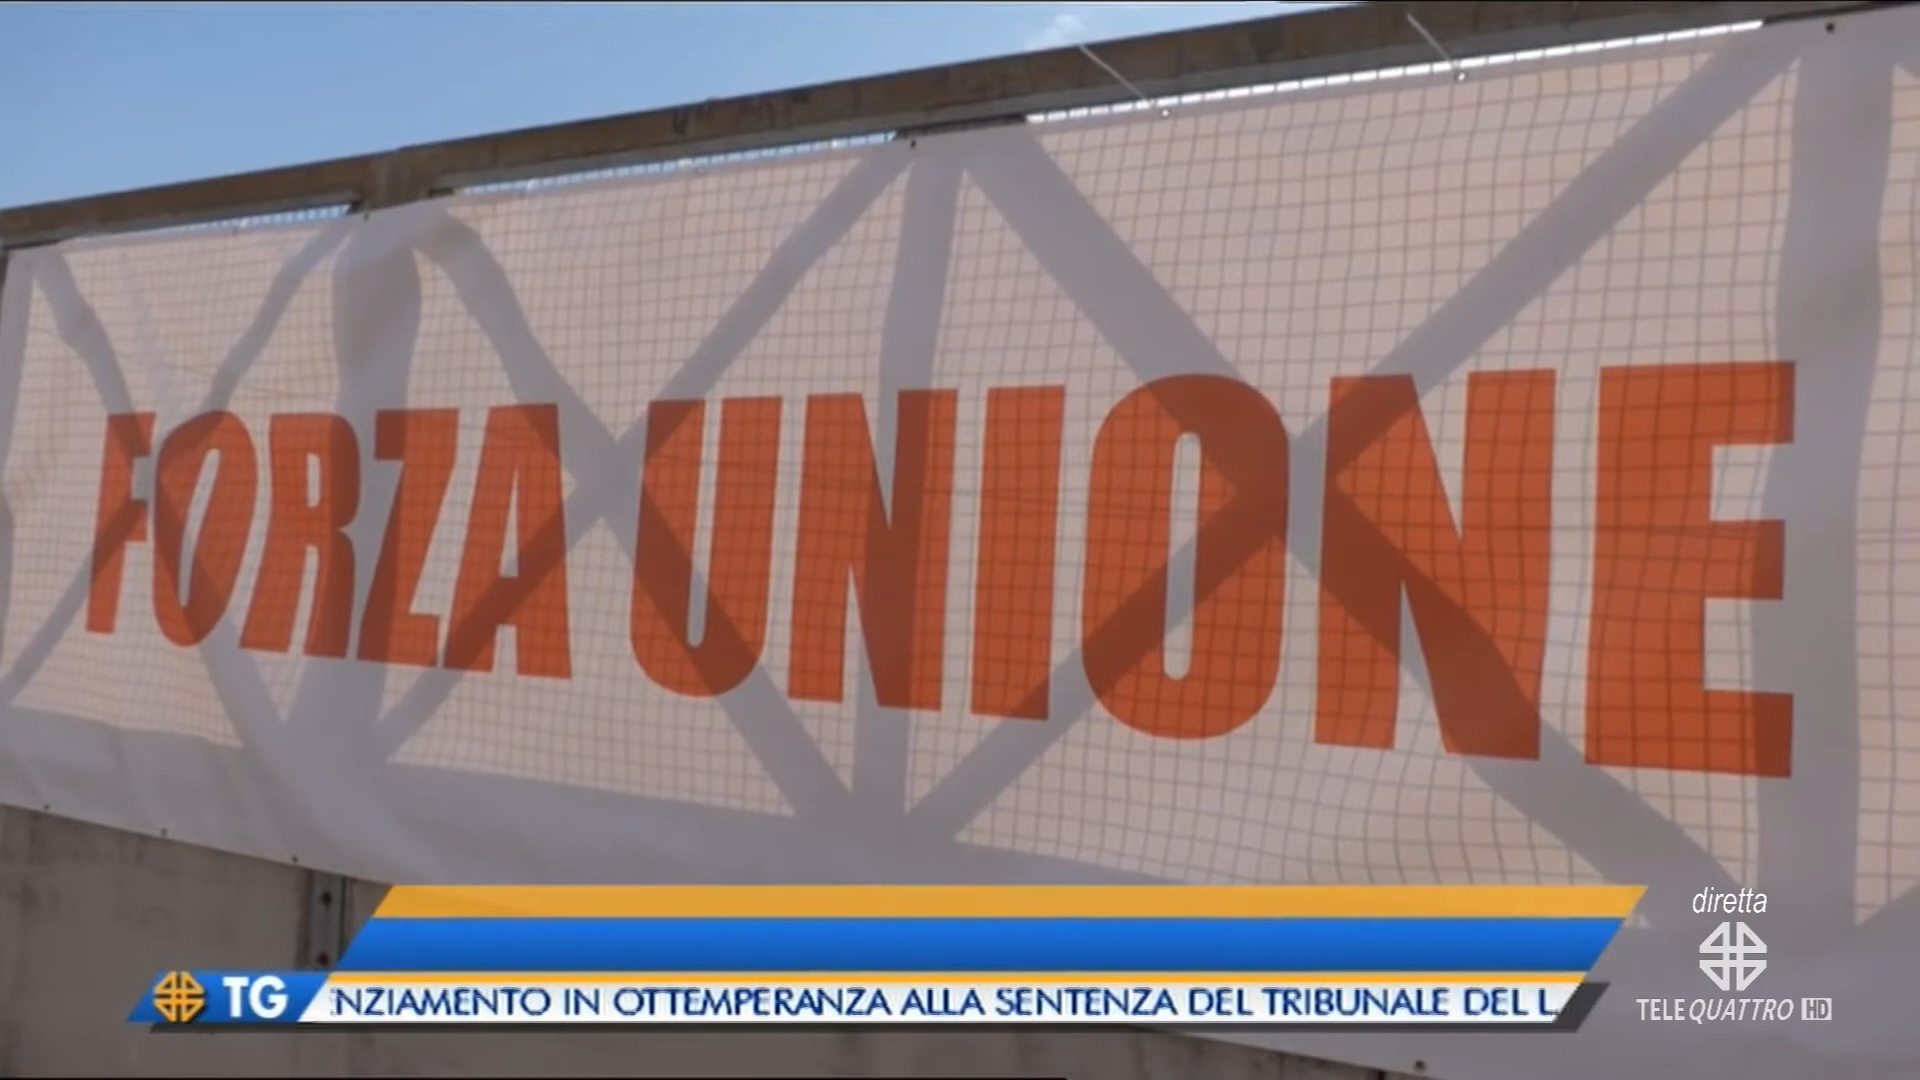 FORZA UNIONE
diretta
TG
NZIAMENTO IN OTTEMPERANZA ALLA SENTENZA DEL TRIBUNALE DEL L
TELEQUATTRO HD